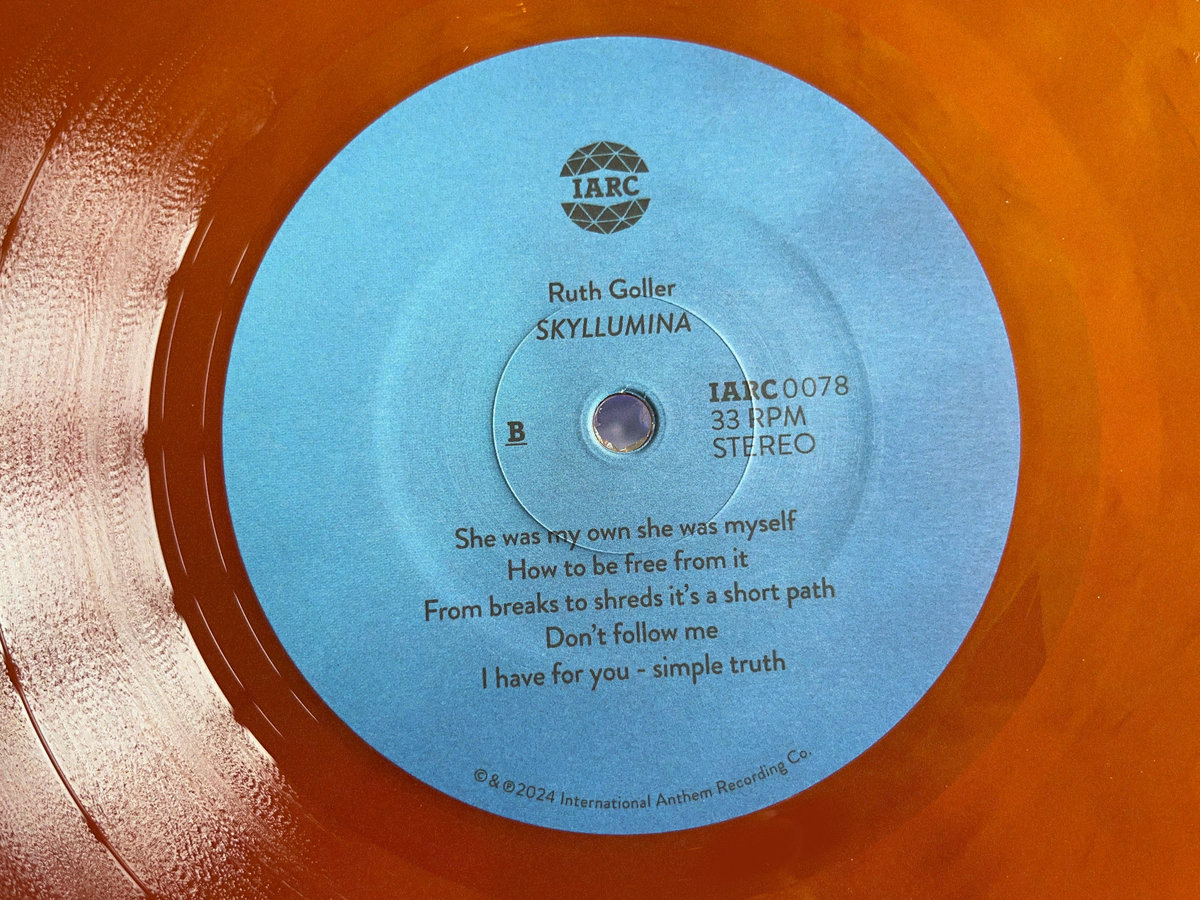 IARC
Ruth Goller
SKYLLUMINA
IARC0078
33 RPM
STEREO
B
She was my own she was myself
How to be free from it
From breaks to shreds it's a short path
Don't follow me
I have for you - simple truth
©&℗2024 International Anthem Recording Co.